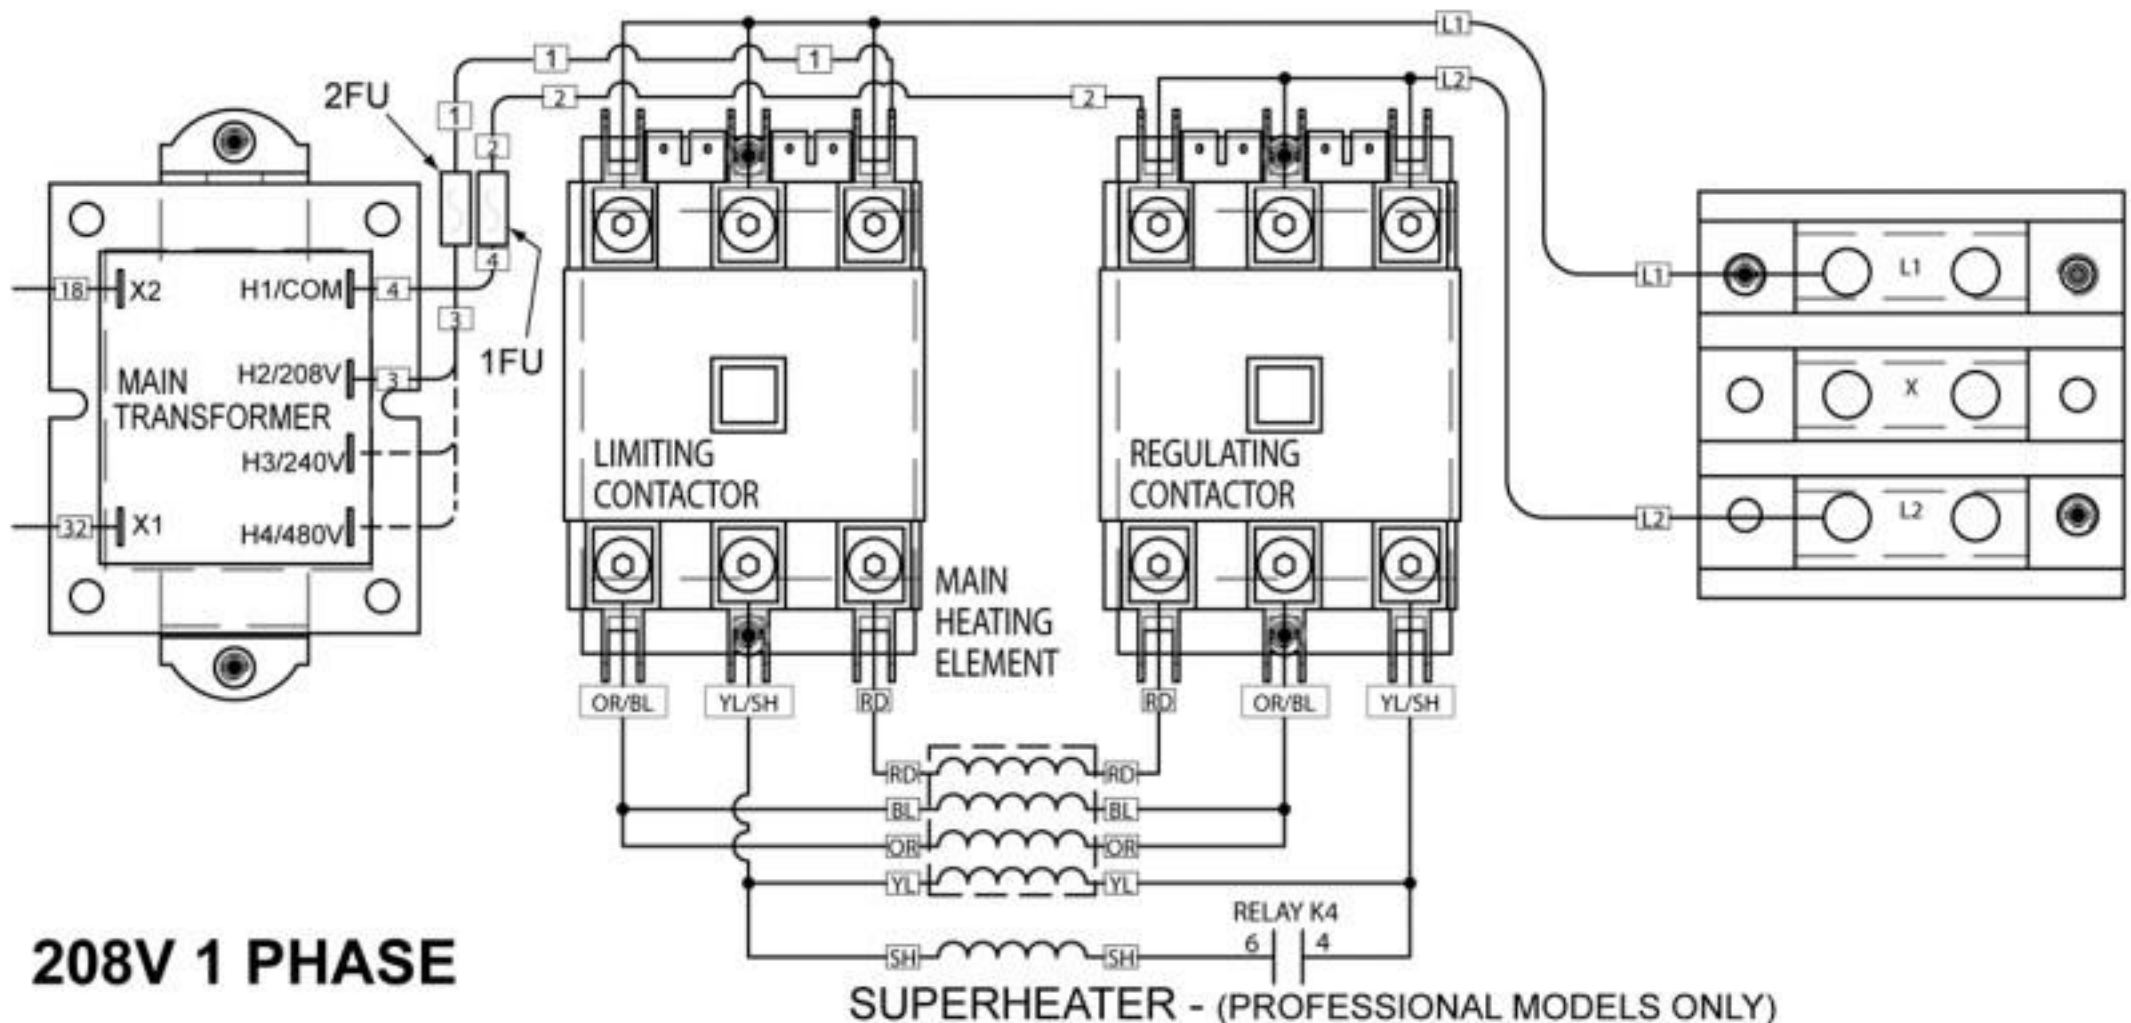 L1
1
1
L2
2FU
2
2
1
2
L1
L1
4
18
X2
H1/COM
4
3
1FU
H2/208V
3
MAIN
TRANSFORMER
X
H3/240V
LIMITING
CONTACTOR
REGULATING
CONTACTOR
32
X1
H4/480V
L2
L2
MAIN
HEATING
ELEMENT
OR/BL
YL/SH
RD
RD
OR/BL
YL/SH
RD
RD
BL
BL
OR
OR
YL
YL
RELAY K4
6
4
SH
SH
208V 1 PHASE
SUPERHEATER - (PROFESSIONAL MODELS ONLY)